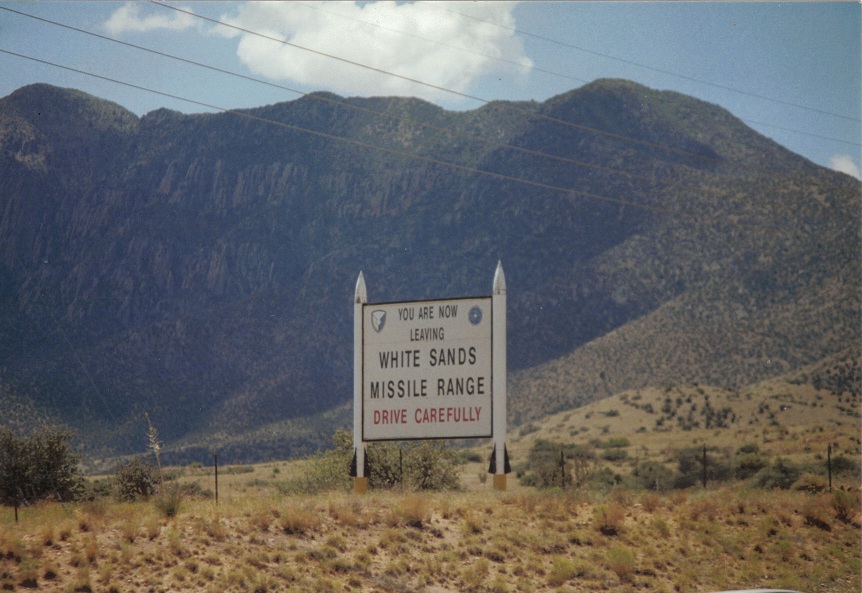 YOU ARE NOW
LEAVING
WHITE SANDS
MISSILE RANGE
DRIVE CAREFULLY